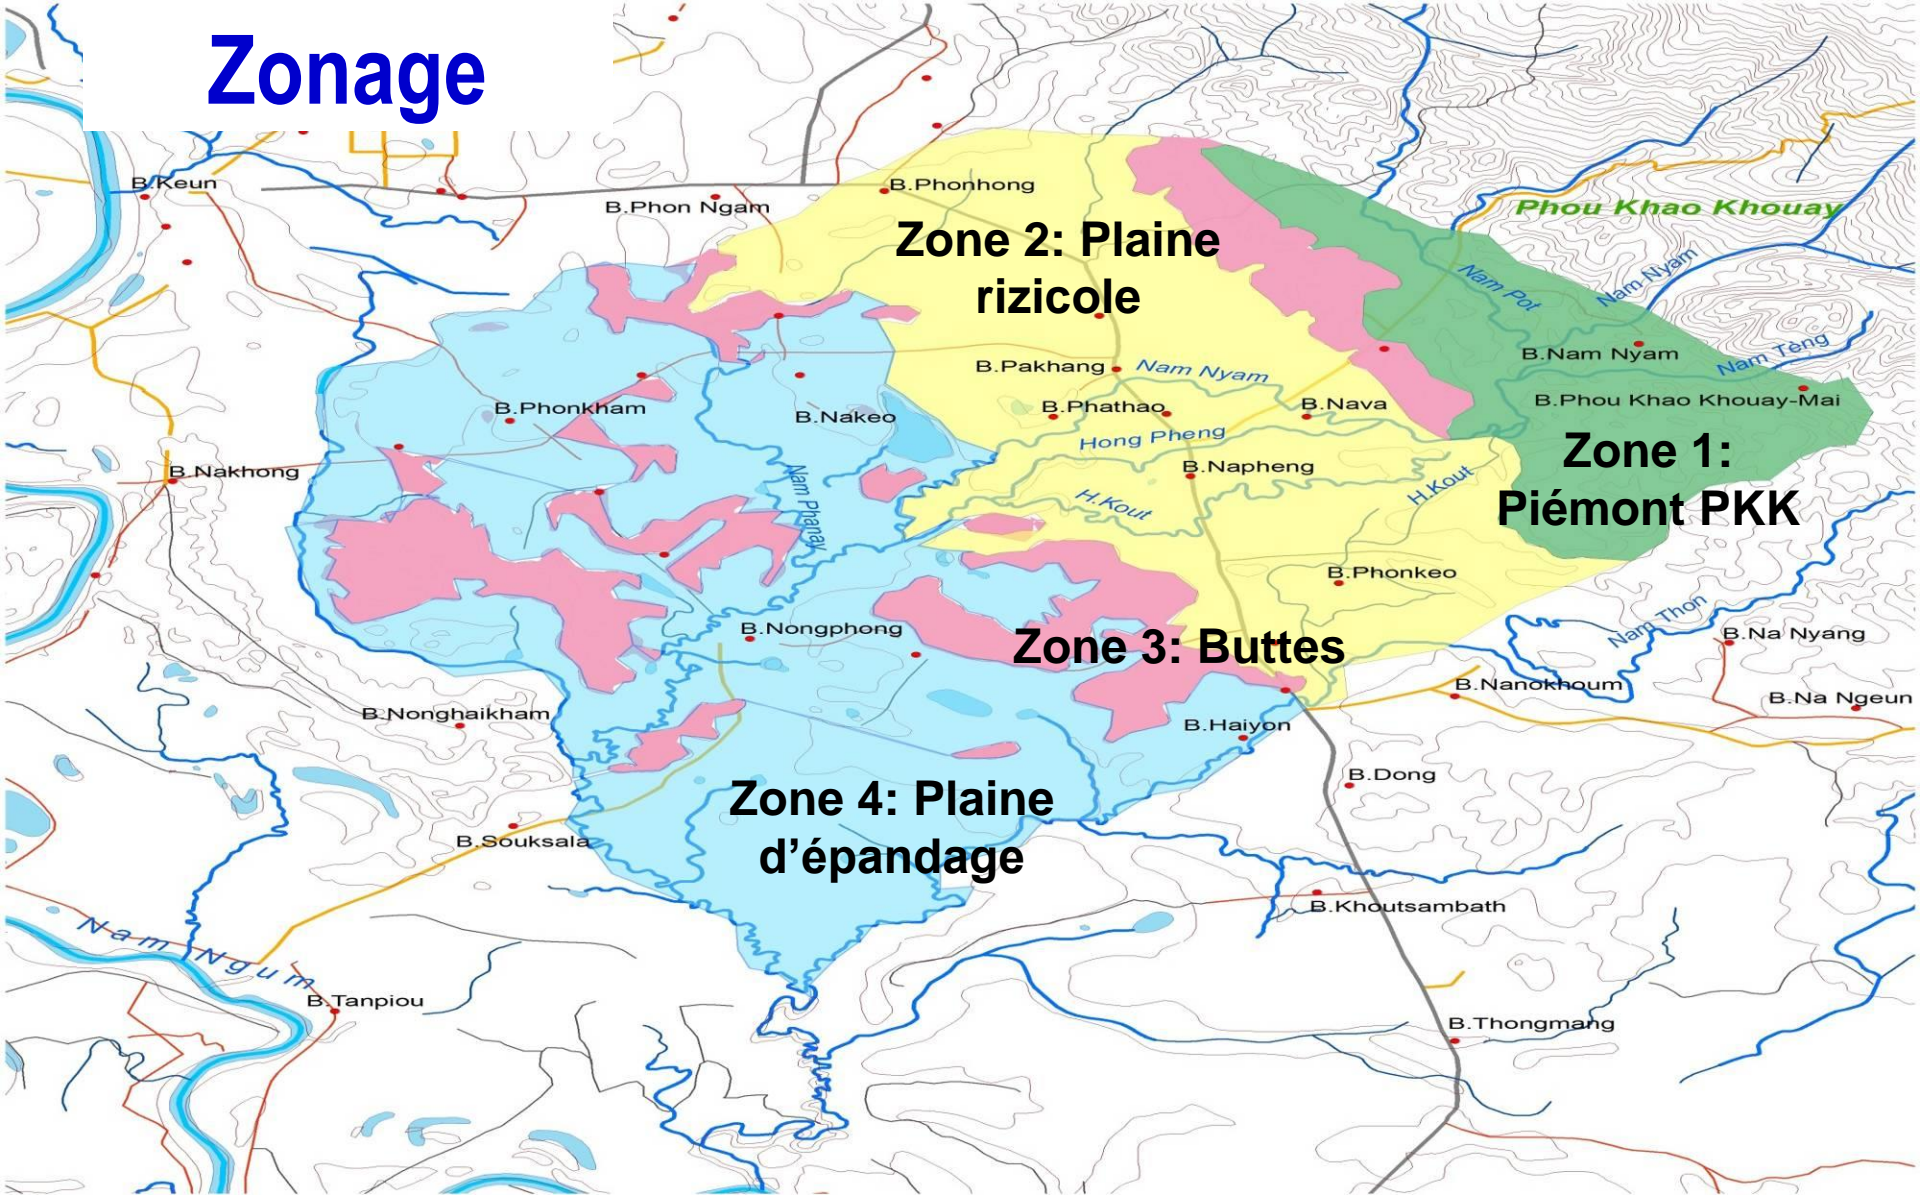 Zonage
B.Keun
B.Phon Ngam
B.Phonhong
Phou Khao Khouay
Zone 2: Plaine
rizicole
Nam Pot
Nam Nyam
B.Nam Nyam
Nam Tèng
B.Pakhang
Nam Nyam
B.Phou Khao Khouay-Mai
B.Phonkham
B.Nakeo
B.Phathao
B.Nava
Hong Pheng
Zone 1:
Piémont PKK
B.Nakhong
Nam Phanay
B.Napheng
H.Kout
H.Kout
B.Phonkeo
B.Nongphong
Zone 3: Buttes
Nam Thon
B.Na Nyang
B.Nanokhoum
B.Na Ngeun
B.Nonghaikham
B.Haiyon
B.Dong
Zone 4: Plaine
d’épandage
B.Souksala
B.Khoutsambath
Nam Ngum
B.Tanpiou
B.Thongmang